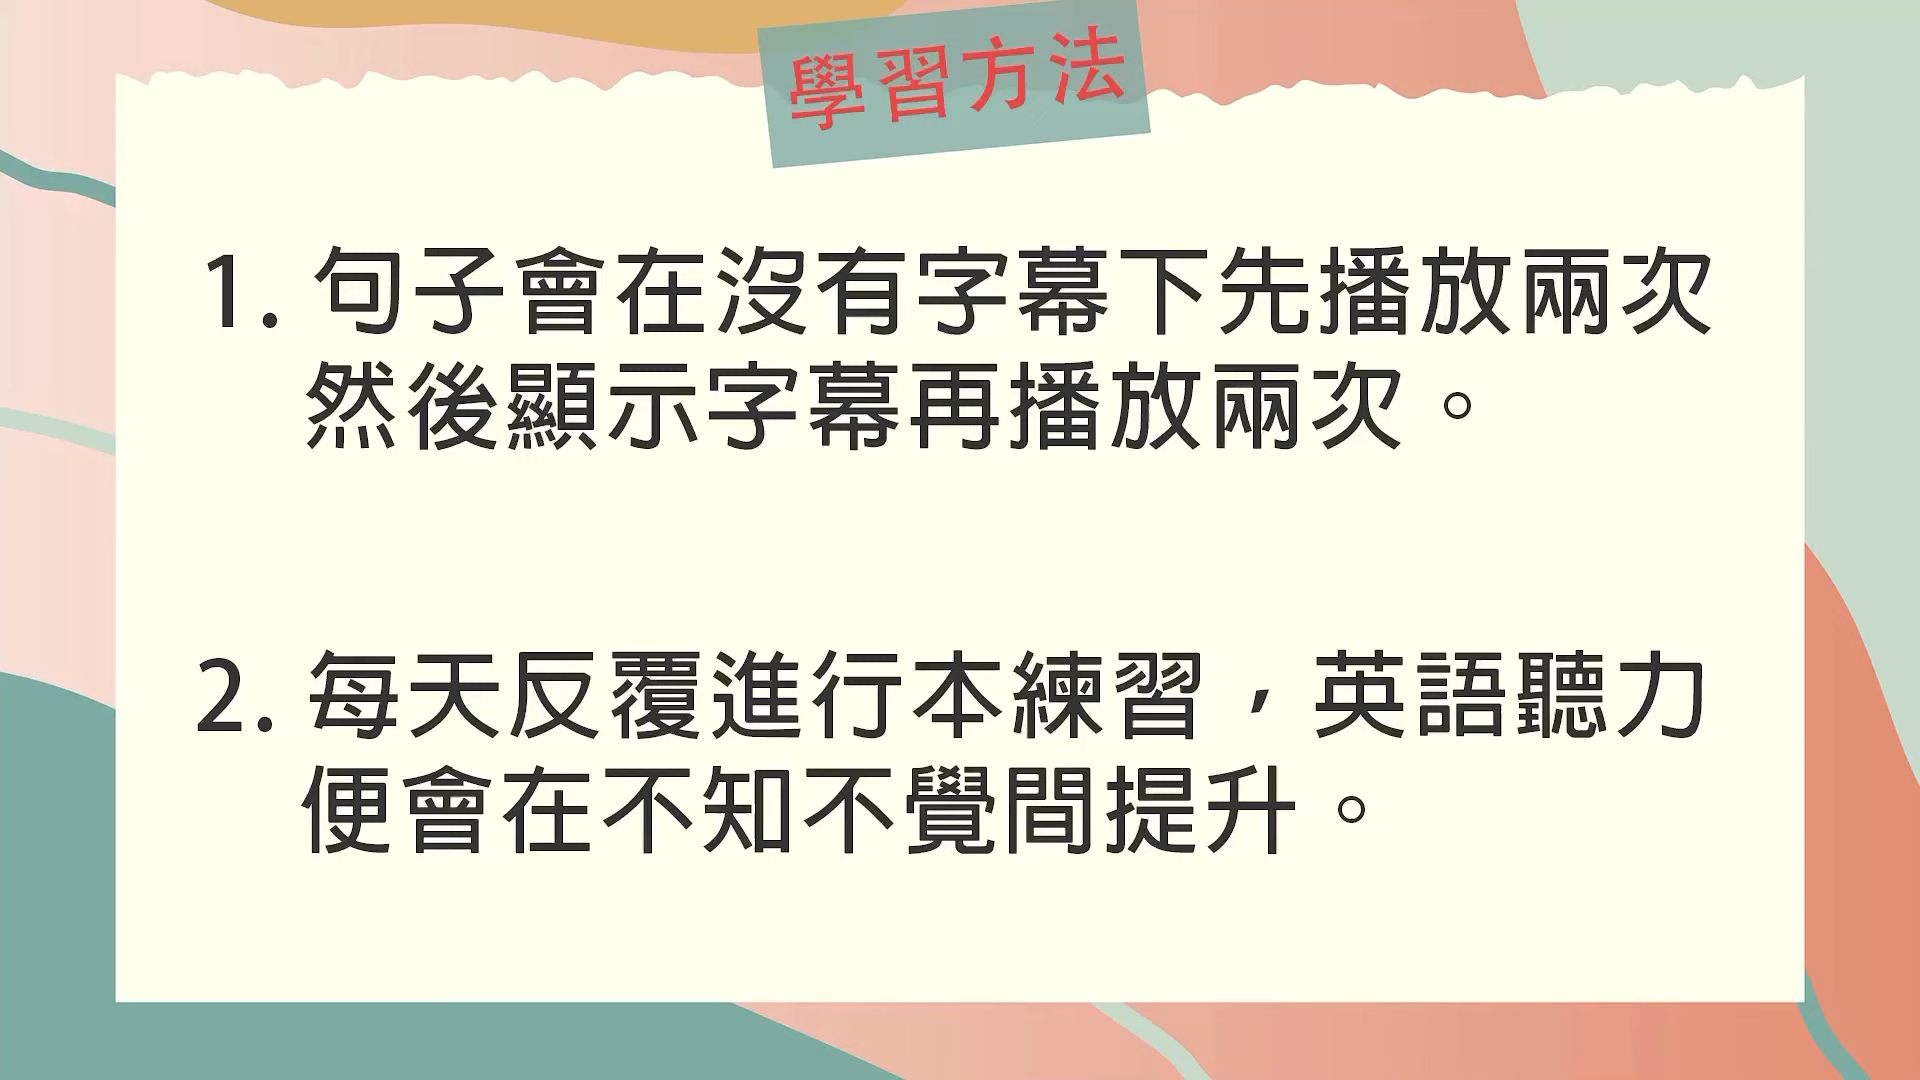 學習方法
1. 句子會在沒有字幕下先播放兩次
然後顯示字幕再播放兩次。
2. 每天反覆進行本練習，英語聽力
便會在不知不覺間提升。